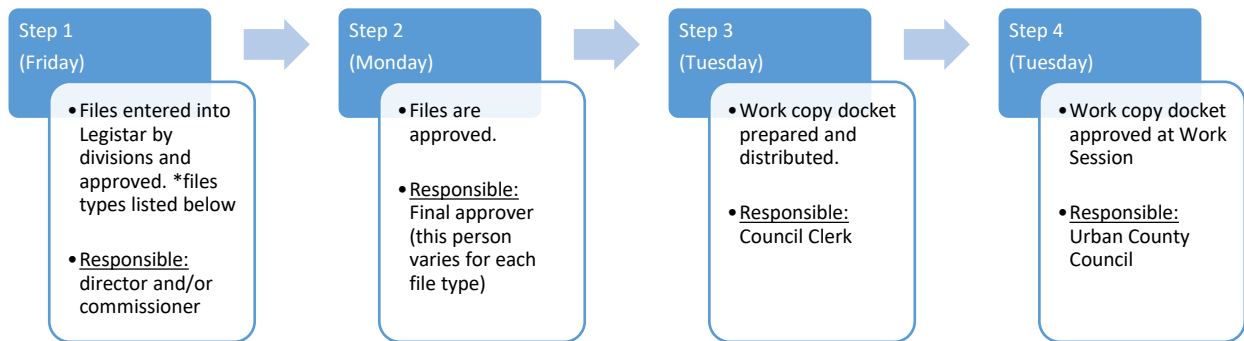 Step 1
(Friday)
•Files entered into
Legistar by
divisions and
approved. *files
types listed below
•Responsible:
director and/or
commissioner
Step 2
(Monday)
•Files are
approved.
•Responsible:
Final approver
(this person
varies for each
file type)
Step 3
(Tuesday)
•Work copy docket
prepared and
distributed.
•Responsible:
Council Clerk
Step 4
(Tuesday)
•Work copy docket
approved at Work
Session
•Responsible:
Urban County
Council